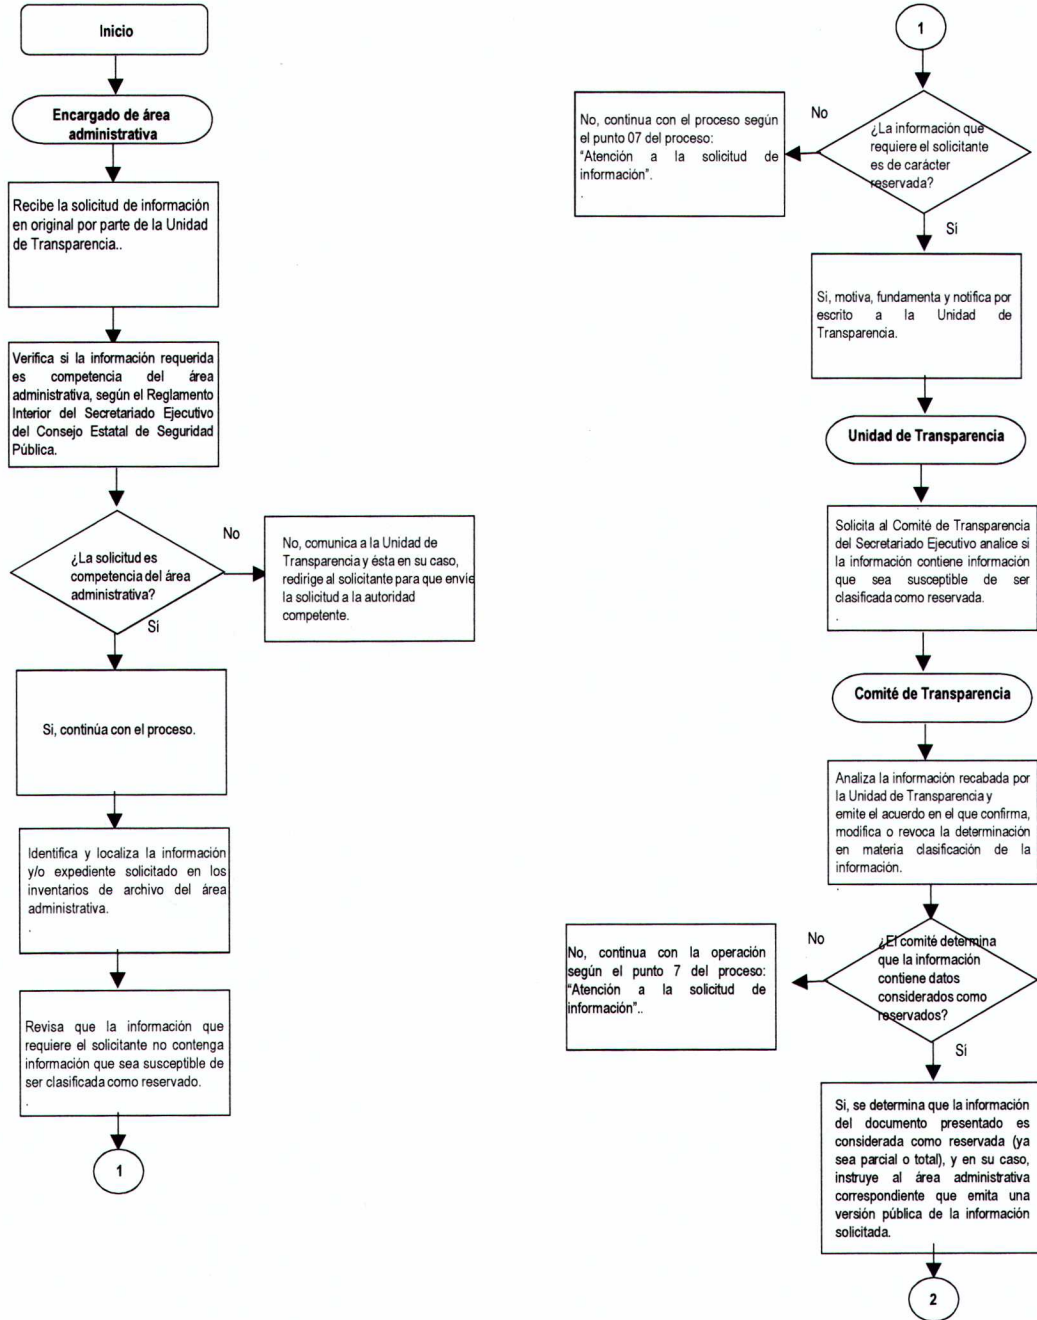 Inicio
Encargado de área
administrativa
Recibe la solicitud de información
en original por parte de la Unidad
de Transparencia..
Verifica si la información requerida
es competencia del área
administrativa, según el Reglamento
Interior del Secretariado Ejecutivo
del Consejo Estatal de Seguridad
Pública.
¿La solicitud es
competencia del área
administrativa?
No
No, comunica a la Unidad de
Transparencia y ésta en su caso,
redirige al solicitante para que envie
la solicitud a la autoridad
competente.
Si
Si, continúa con el proceso.
Identifica y localiza la información
y/o expediente solicitado en los
inventarios de archivo del área
administrativa.
.
Revisa que la información que
requiere el solicitante no contenga
información que sea susceptible de
ser clasificada como reservado.
.
1
1
¿La información que
requiere el solicitante
es de carácter
reservada?
No
No, continua con el proceso según
el punto 07 del proceso:
"Atención a la solicitud de
información".
.
Si
Si, motiva, fundamenta y notifica por
escrito a la Unidad de
Transparencia.
Unidad de Transparencia
Solicita al Comité de Transparencia
del Secretariado Ejecutivo analice si
la información contiene información
que sea susceptible de ser
clasificada como reservada.
.
Comité de Transparencia
Analiza la información recabada por
la Unidad de Transparencia y
emite el acuerdo en el que confirma,
modifica o revoca la determinación
en materia clasificación de la
información.
.
¿El comité determina
que la información
contiene datos
considerados como
reservados?
No
No, continua con la operación
según el punto 7 del proceso:
"Atención a la solicitud de
información"..
Si
Si, se determina que la información
del documento presentado es
considerada como reservada (ya
sea parcial o total), y en su caso,
instruye al área administrativa
correspondiente que emita una
versión pública de la información
solicitada.
2